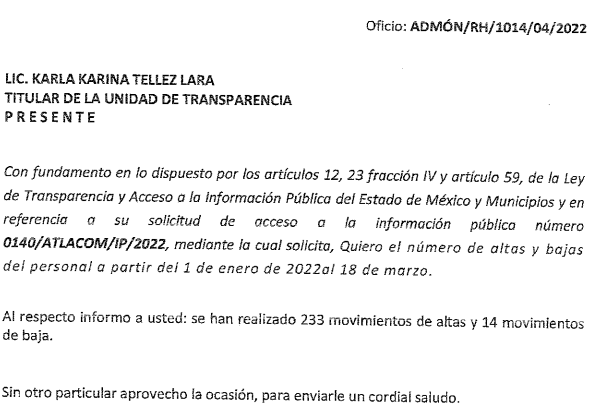 Oficio: ADMÓN/RH/1014/04/2022
LIC. KARLA KARINA TELLEZ LARA
TITULAR DE LA UNIDAD DE TRANSPARENCIA
P R E S E N T E
Con fundamento en lo dispuesto por los artículos 12, 23 fracción IV y artículo 59, de la Ley
de Transparencia y Acceso a la Información Pública del Estado de México y Municipios y en
referencia a su solicitud de acceso a la información pública número
0140/ATLACOM/IP/2022, mediante la cual solicita, Quiero el número de altas y bajas
del personal a partir del 1 de enero de 2022al 18 de marzo.
Al respecto informo a usted: se han realizado 233 movimientos de altas y 14 movimientos
de baja.
Sin otro particular aprovecho la ocasión, para enviarle un cordial saludo.